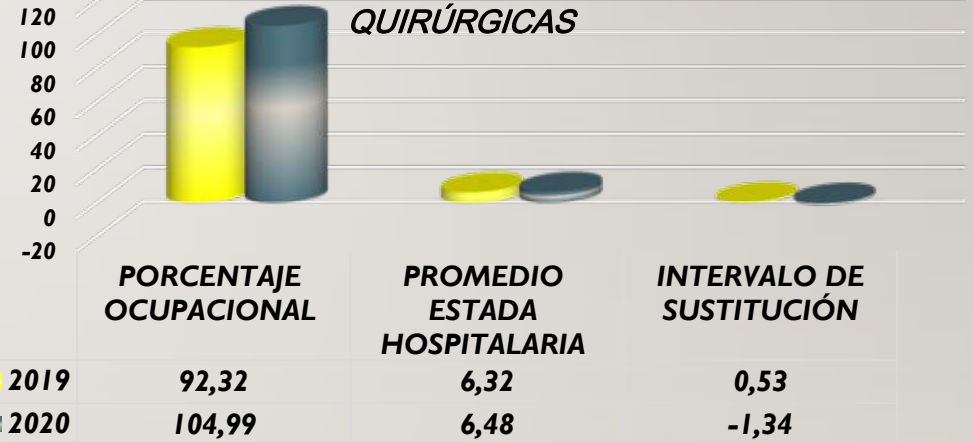 QUIRÚRGICAS
120
100
80
60
40
20
0
-20
PORCENTAJE OCUPACIONAL
PROMEDIO ESTADA HOSPITALARIA
INTERVALO DE SUSTITUCIÓN
2019 92,32 6,32 0,53
2020 104,99 6,48 -1,34